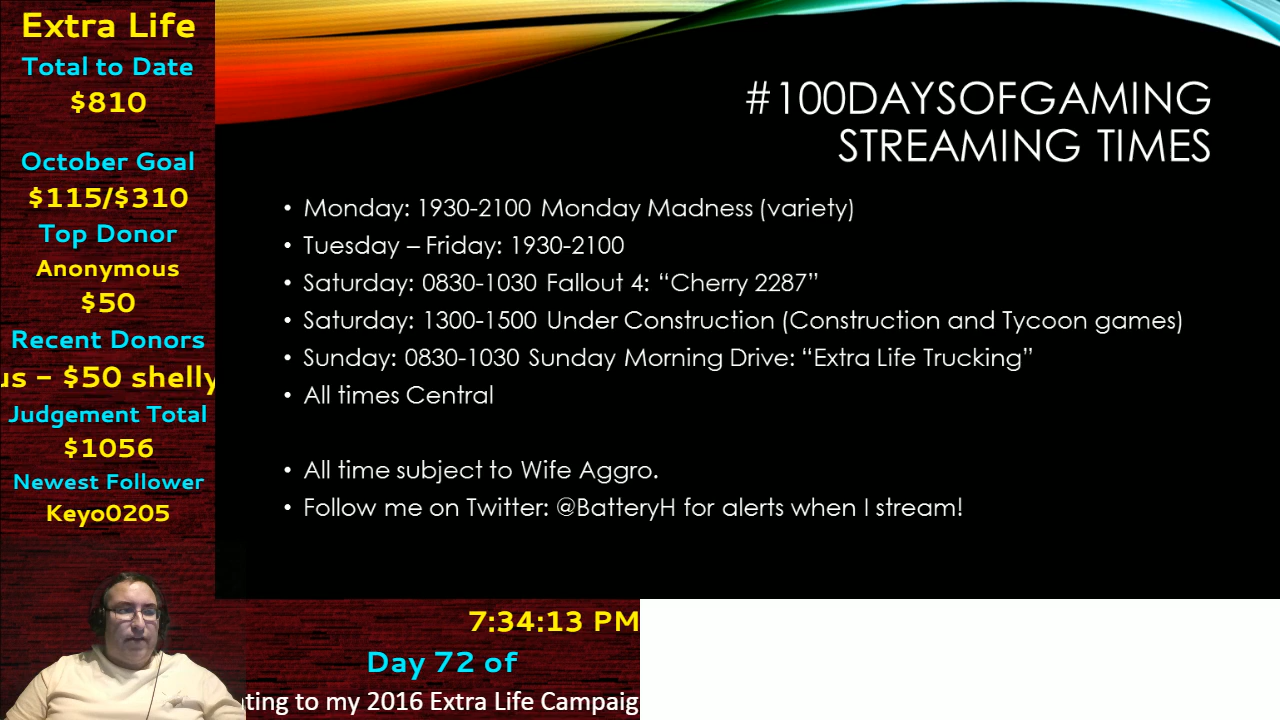 Extra Life
Total to Date
$810
October Goal
$115/$310
Top Donor
Anonymous
$50
Recent Donors
– $50 shelly
Judgement Total
$1056
Newest Follower
Keyo0205
#100DAYSOFGAMING
STREAMING TIMES
• Monday: 1930-2100 Monday Madness (variety)
• Tuesday – Friday: 1930-2100
• Saturday: 0830-1030 Fallout 4: “Cherry 2287”
• Saturday: 1300-1500 Under Construction (Construction and Tycoon games)
• Sunday: 0830-1030 Sunday Morning Drive: “Extra Life Trucking”
• All times Central
• All time subject to Wife Aggro.
• Follow me on Twitter: @BatteryH for alerts when I stream!
7:34:13 PM
Day 72 of
to my 2016 Extra Life